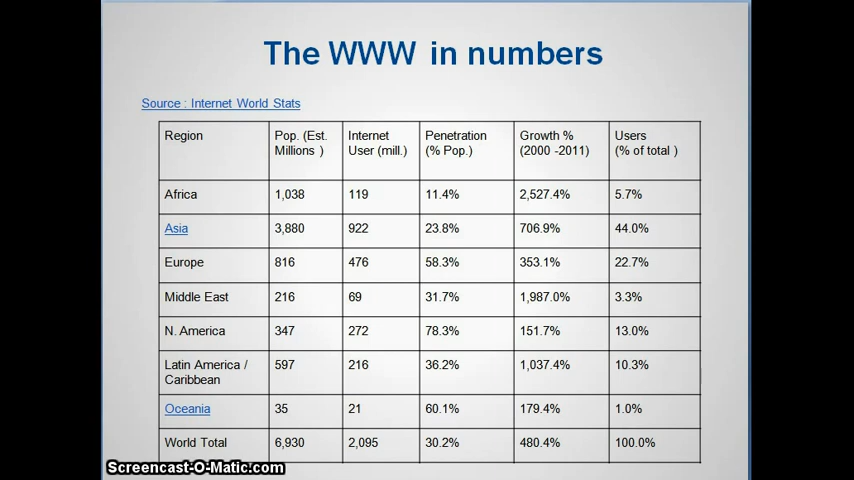 The WWW in numbers
Source : Internet World Stats
Region Pop. (Est. Millions ) Internet User (mill.) Penetration (% Pop.) Growth % (2000 -2011) Users (% of total )
Africa 1,038 119 11.4% 2,527.4% 5.7%
Asia 3,880 922 23.8% 706.9% 44.0%
Europe 816 476 58.3% 353.1% 22.7%
Middle East 216 69 31.7% 1,987.0% 3.3%
N. America 347 272 78.3% 151.7% 13.0%
Latin America / Caribbean 597 216 36.2% 1,037.4% 10.3%
Oceania 35 21 60.1% 179.4% 1.0%
World Total 6,930 2,095 30.2% 480.4% 100.0%
Screencast-O-Matic.com